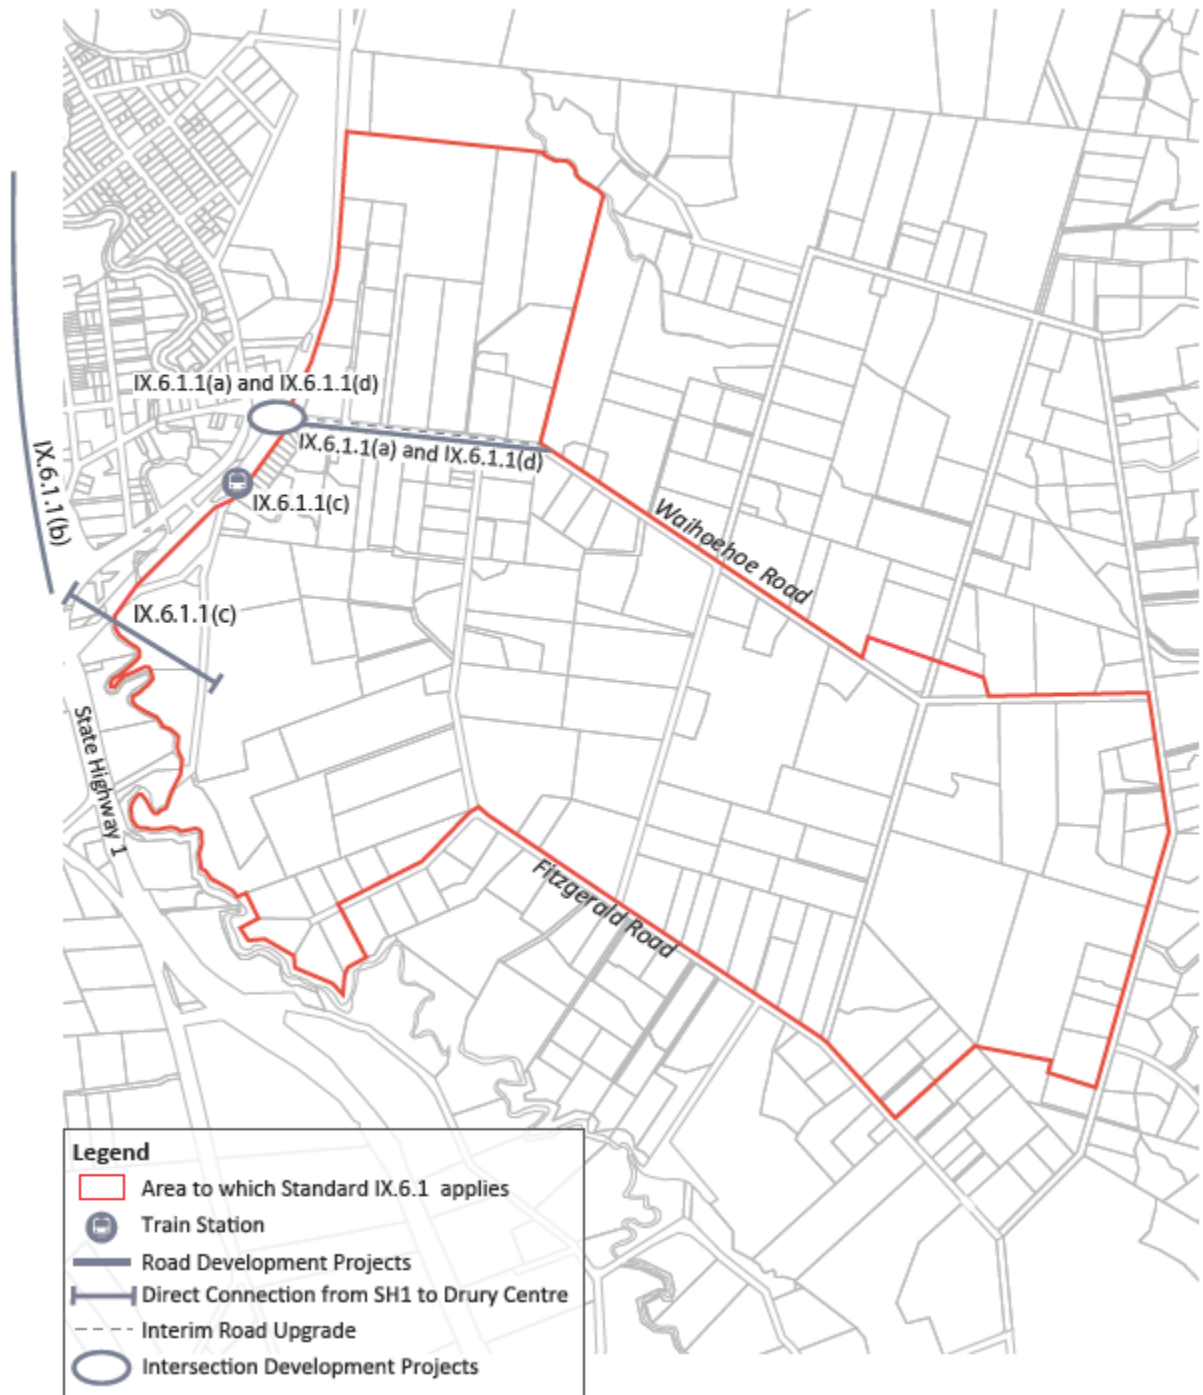 IX.6.1.1(a) and IX.6.1.1(d)
IX.6.1.1(a) and IX.6.1.1(d)
IX.6.1.1(b)
IX.6.1.1(c)
Waihoehoe Road
IX.6.1.1(c)
State Highway 1
Fitzgerald Road
Legend
Area to which Standard IX.6.1 applies
Train Station
Road Development Projects
Direct Connection from SH1 to Drury Centre
Interim Road Upgrade
Intersection Development Projects